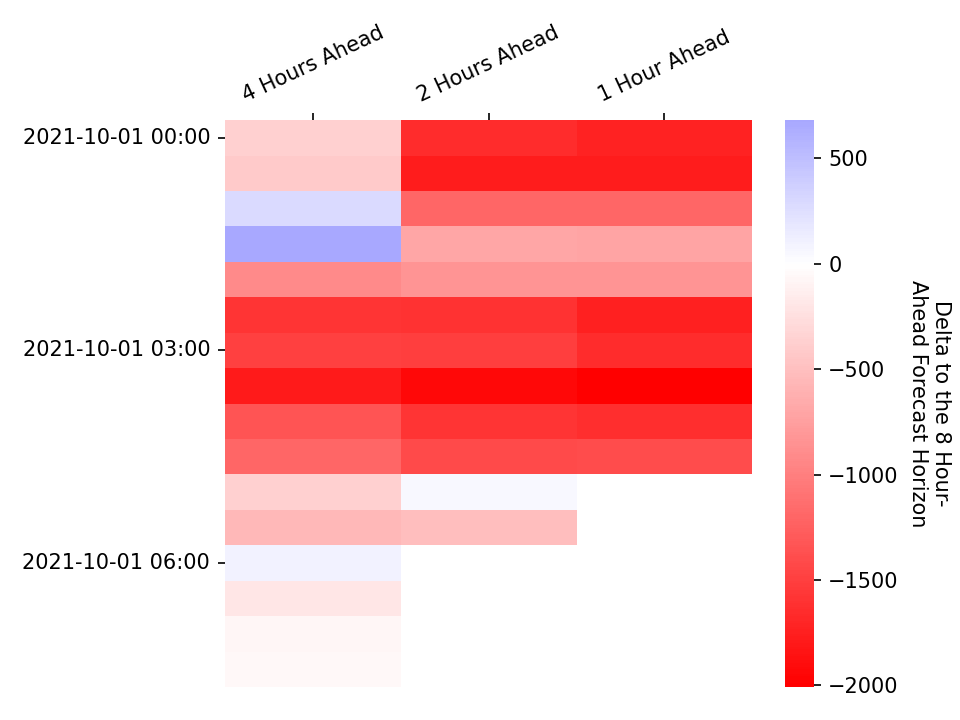 4 Hours Ahead
2 Hours Ahead
1 Hour Ahead
2021-10-01 00:00
2021-10-01 03:00
2021-10-01 06:00
500
0
−500
−1000
−1500
−2000
Delta to the 8 Hour-
Ahead Forecast Horizon